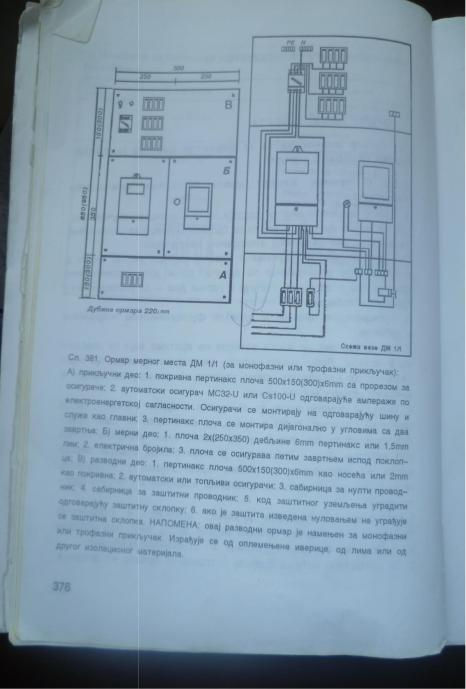 500
250 250
PE N
В
Б
А
650(950)
350
Дубина ормара 220mm
Схема везе ДМ 1/1
Сл. 381. Ормар мерног места ДМ 1/1 (за монофазни или трофазни прикључак):
А) прикључни део: 1. покривна пертинакс плоча 500x150(300)x6mm са прорезом за
осигураче; 2. аутоматски осигурач МС32-U или Cs100-U одговарајуће амперажe по
електроенергетској сагласности. Осигурачи се монтирају на одговарајућу шину и
служе као главни; 3. пертинакс плоча се монтира дијагонално у угловима са два
завртња: Б) мерни део: 1. плоча 2x(250x350) дебљине 6mm пертинакс или 1,5mm
лим; 2. електрична бројила; 3. плоча се осигурава петим завртњем испод поклоп-
ца; В) разводни део: 1. пертинакс плоча 500x150(300)x6mm као носећа или 2mm
као покривна; 2. аутоматски или топљиви осигурачи; 3. сабирница за нулти провод-
ник; 4. сабирница за заштитни проводник; 5. код заштитног уземљења уградити
одговарајућу заштитну склопку; 6. ако је заштита изведена нуловањем не уграђује
се заштитна склопка. НАПОМЕНА: овај разводни ормар је намењен за монофазни
или трофазни прикључак. Израђује се од оплемењене иверице, од лима или од
другог изолационог материјала.
376